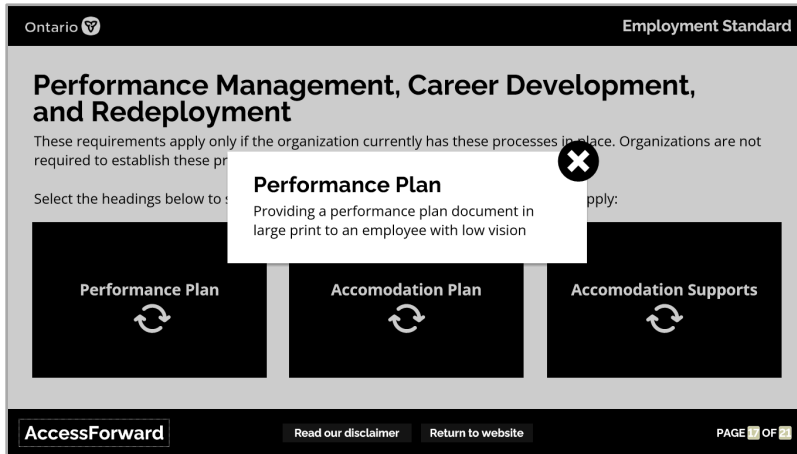 Ontario
Employment Standard
Performance Management, Career Development,
and Redeployment
These requirements apply only if the organization currently has these processes in place. Organizations are not
required to establish these pr
Select the headings below to s
pply:
Performance Plan
Providing a performance plan document in
large print to an employee with low vision
Performance Plan
Accomodation Plan
Accomodation Supports
AccessForward
Read our disclaimer
Return to website
PAGE 17 OF 21